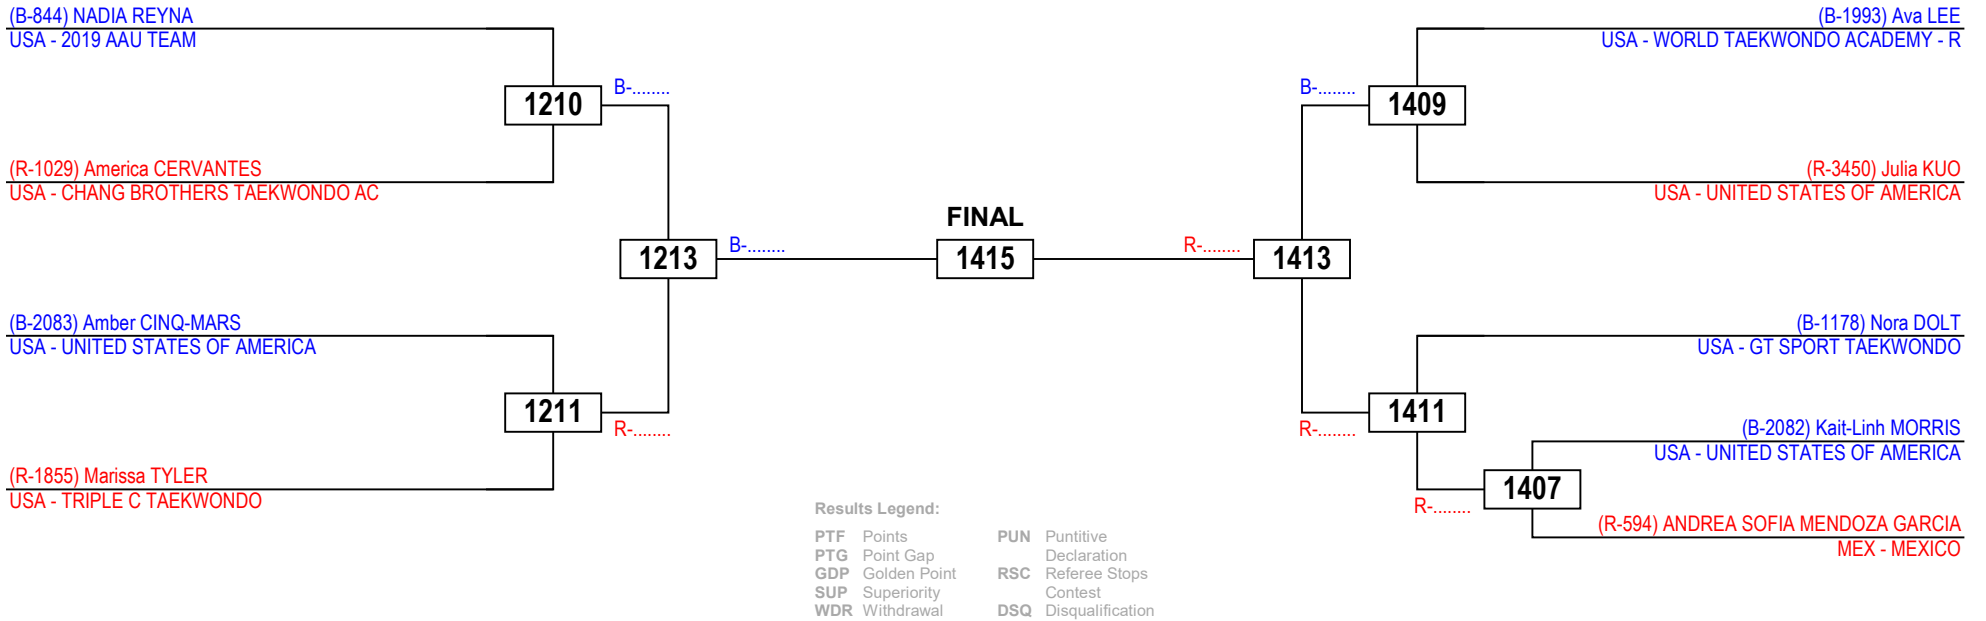 (B-844) NADIA REYNA
USA - 2019 AAU TEAM
(B-1993) Ava LEE
USA - WORLD TAEKWONDO ACADEMY - R
1210
B-........
B-........
1409
(R-1029) America CERVANTES
USA - CHANG BROTHERS TAEKWONDO AC
(R-3450) Julia KUO
USA - UNITED STATES OF AMERICA
FINAL
1213
B-........
1415
R-........
1413
(B-2083) Amber CINQ-MARS
USA - UNITED STATES OF AMERICA
(B-1178) Nora DOLT
USA - GT SPORT TAEKWONDO
1211
R-........
R-........
1411
(B-2082) Kait-Linh MORRIS
USA - UNITED STATES OF AMERICA
(R-1855) Marissa TYLER
USA - TRIPLE C TAEKWONDO
1407
R-........
(R-594) ANDREA SOFIA MENDOZA GARCIA
MEX - MEXICO
Results Legend:
PTF Points
PTG Point Gap
GDP Golden Point
SUP Superiority
WDR Withdrawal
PUN Puntitive
Declaration
RSC Referee Stops
Contest
DSQ Disqualification